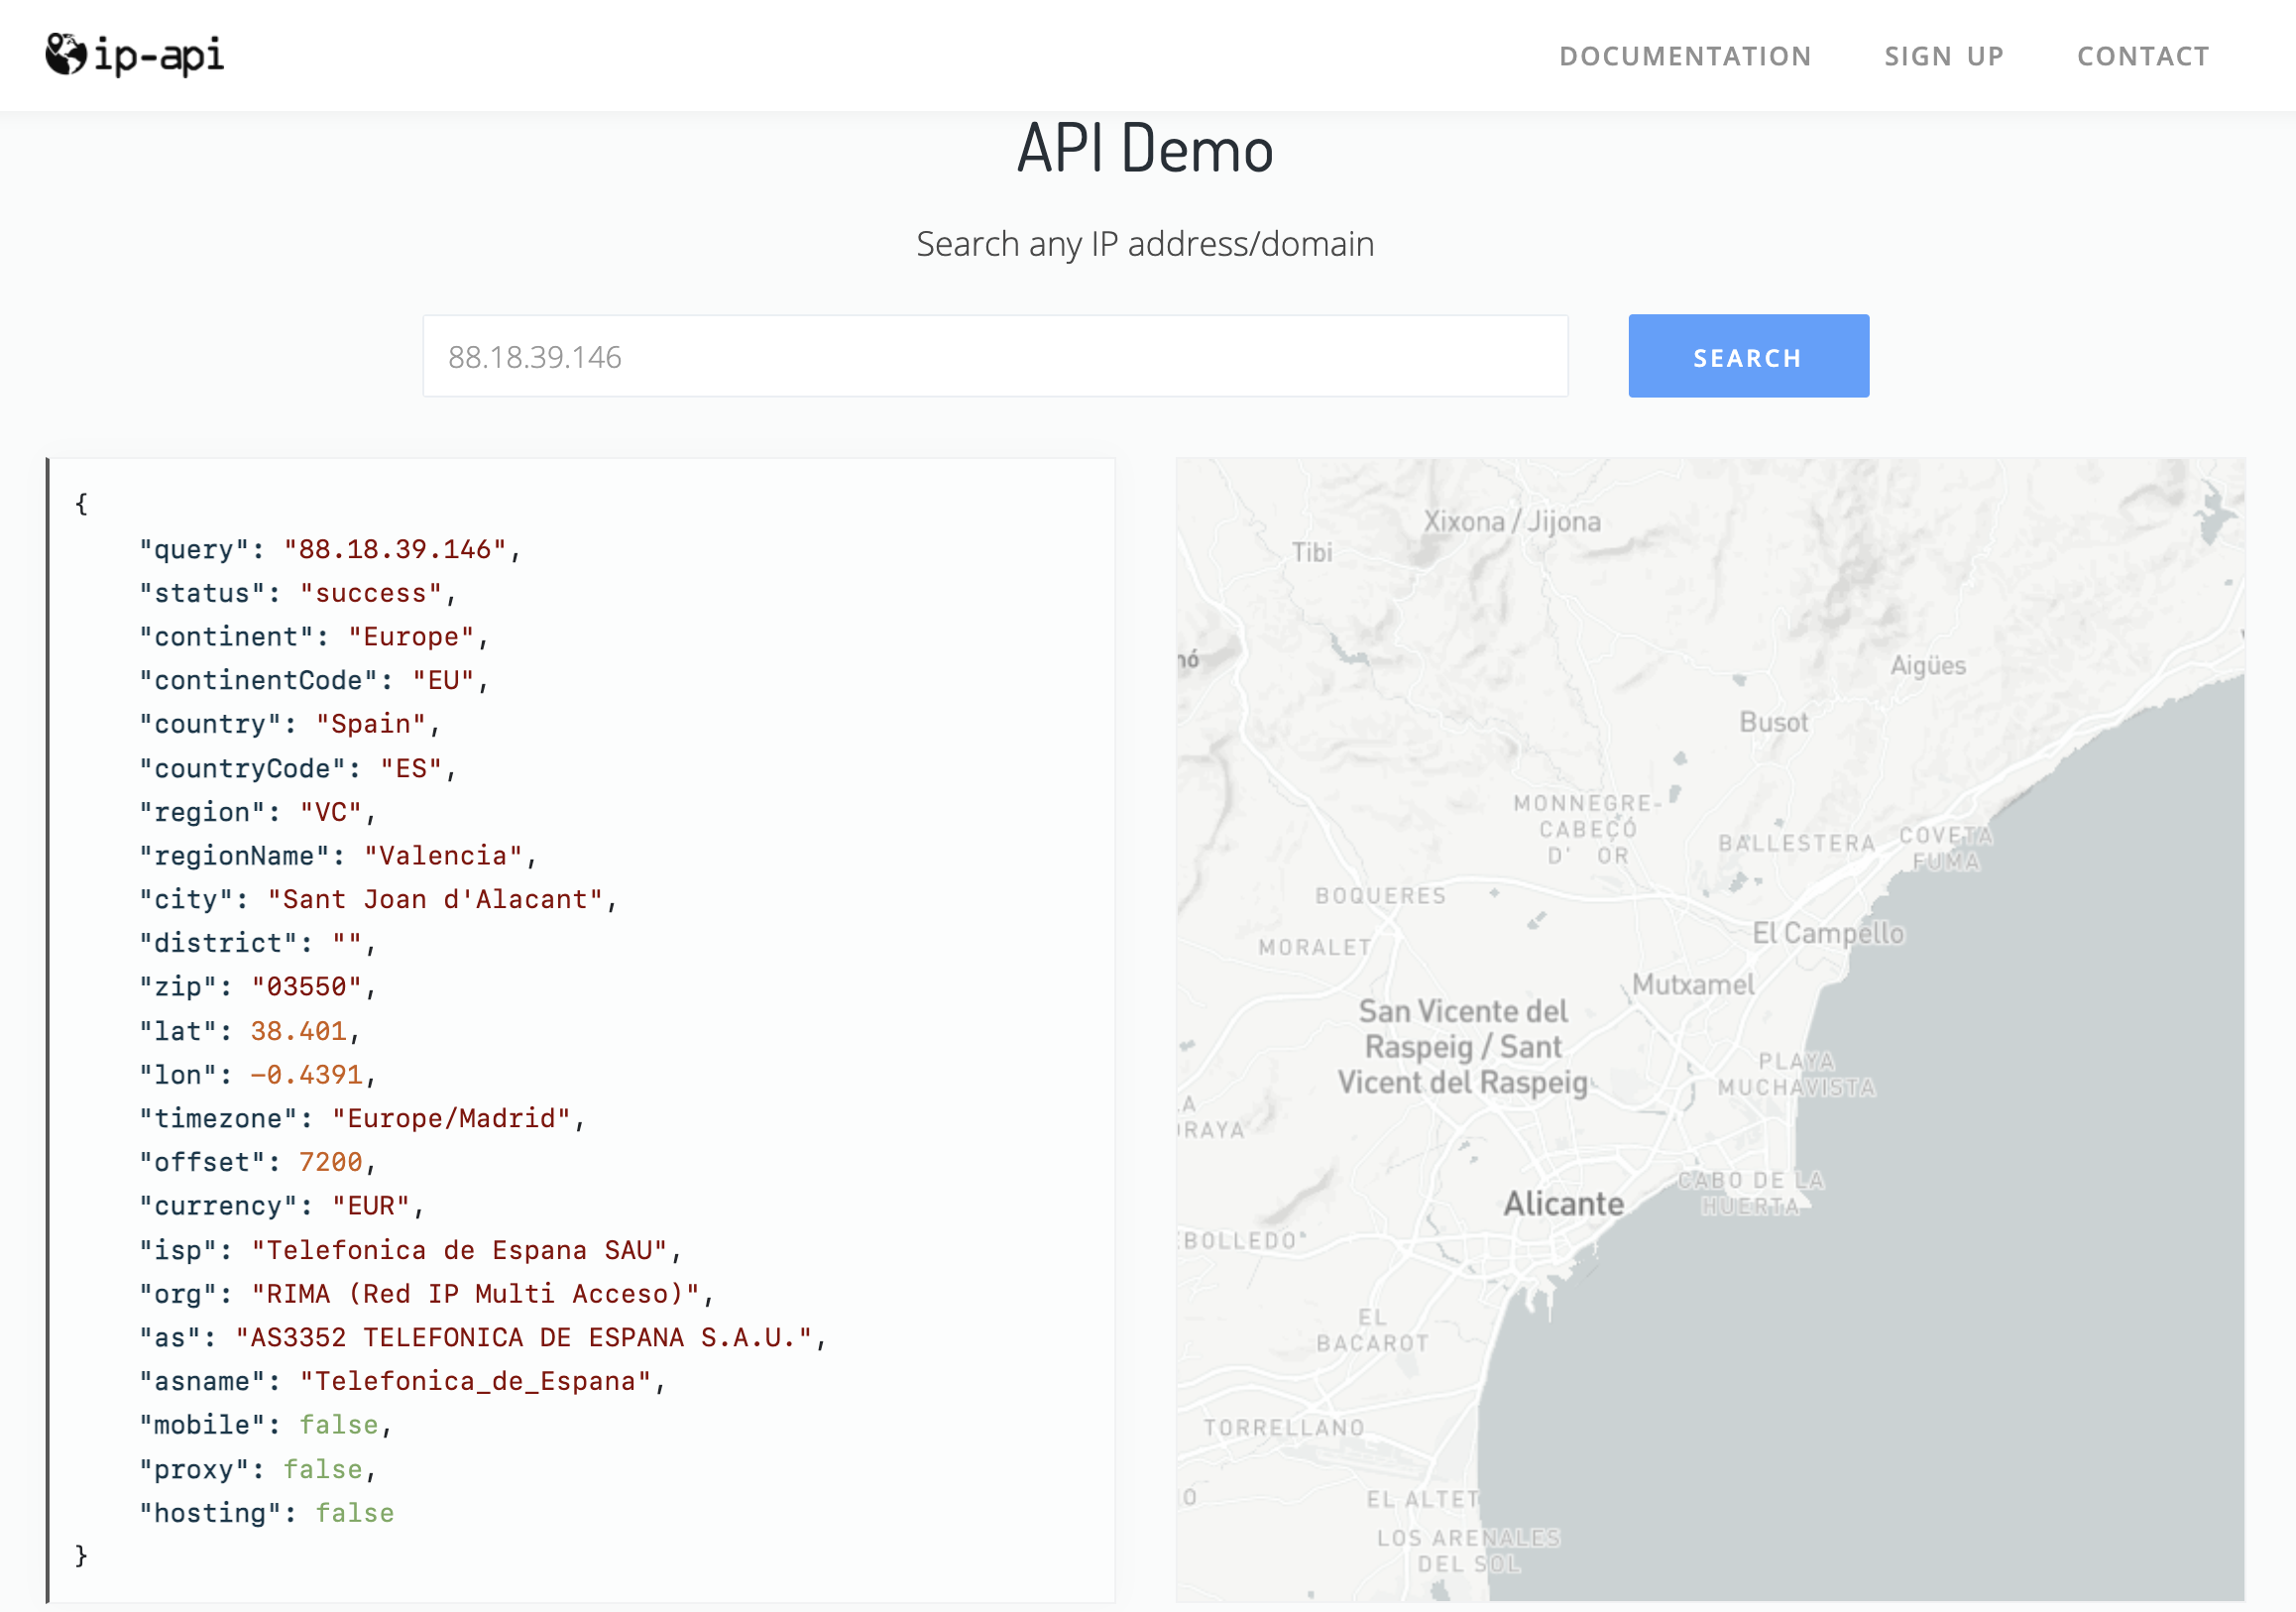 ip-api
DOCUMENTATION SIGN UP CONTACT
API Demo
Search any IP address/domain
88.18.39.146
SEARCH
{
"query": "88.18.39.146",
"status": "success",
"continent": "Europe",
"continentCode": "EU",
"country": "Spain",
"countryCode": "ES",
"region": "VC",
"regionName": "Valencia",
"city": "Sant Joan d'Alacant",
"district": "",
"zip": "03550",
"lat": 38.401,
"lon": -0.4391,
"timezone": "Europe/Madrid",
"offset": 7200,
"currency": "EUR",
"isp": "Telefonica de Espana SAU",
"org": "RIMA (Red IP Multi Acceso)",
"as": "AS3352 TELEFONICA DE ESPANA S.A.U.",
"asname": "Telefonica_de_Espana",
"mobile": false,
"proxy": false,
"hosting": false
}
Xixona / Jijona
Tibi
Aigües
Busot
MONNEGRE-
CABEÇÓ
D' OR
BALLESTERA
COVETA
FUMA
BOQUERES
MORALET
El Campello
Mutxamel
San Vicente del
Raspeig / Sant
Vicent del Raspeig
PLAYA
MUCHAVISTA
CABO DE LA
HUERTA
Alicante
EL
BACAROT
TORRELLANO
EL ALTET
LOS ARENALES
DEL SOL